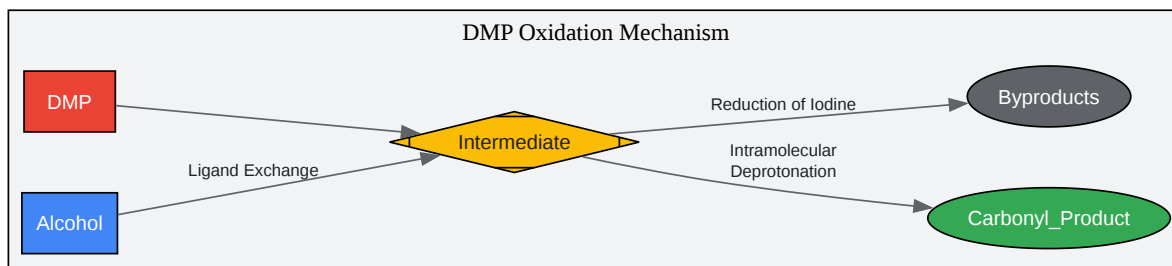 DMP Oxidation Mechanism
DMP
Alcohol
Ligand Exchange
Intermediate
Reduction of Iodine
Intramolecular
Deprotonation
Byproducts
Carbonyl_Product